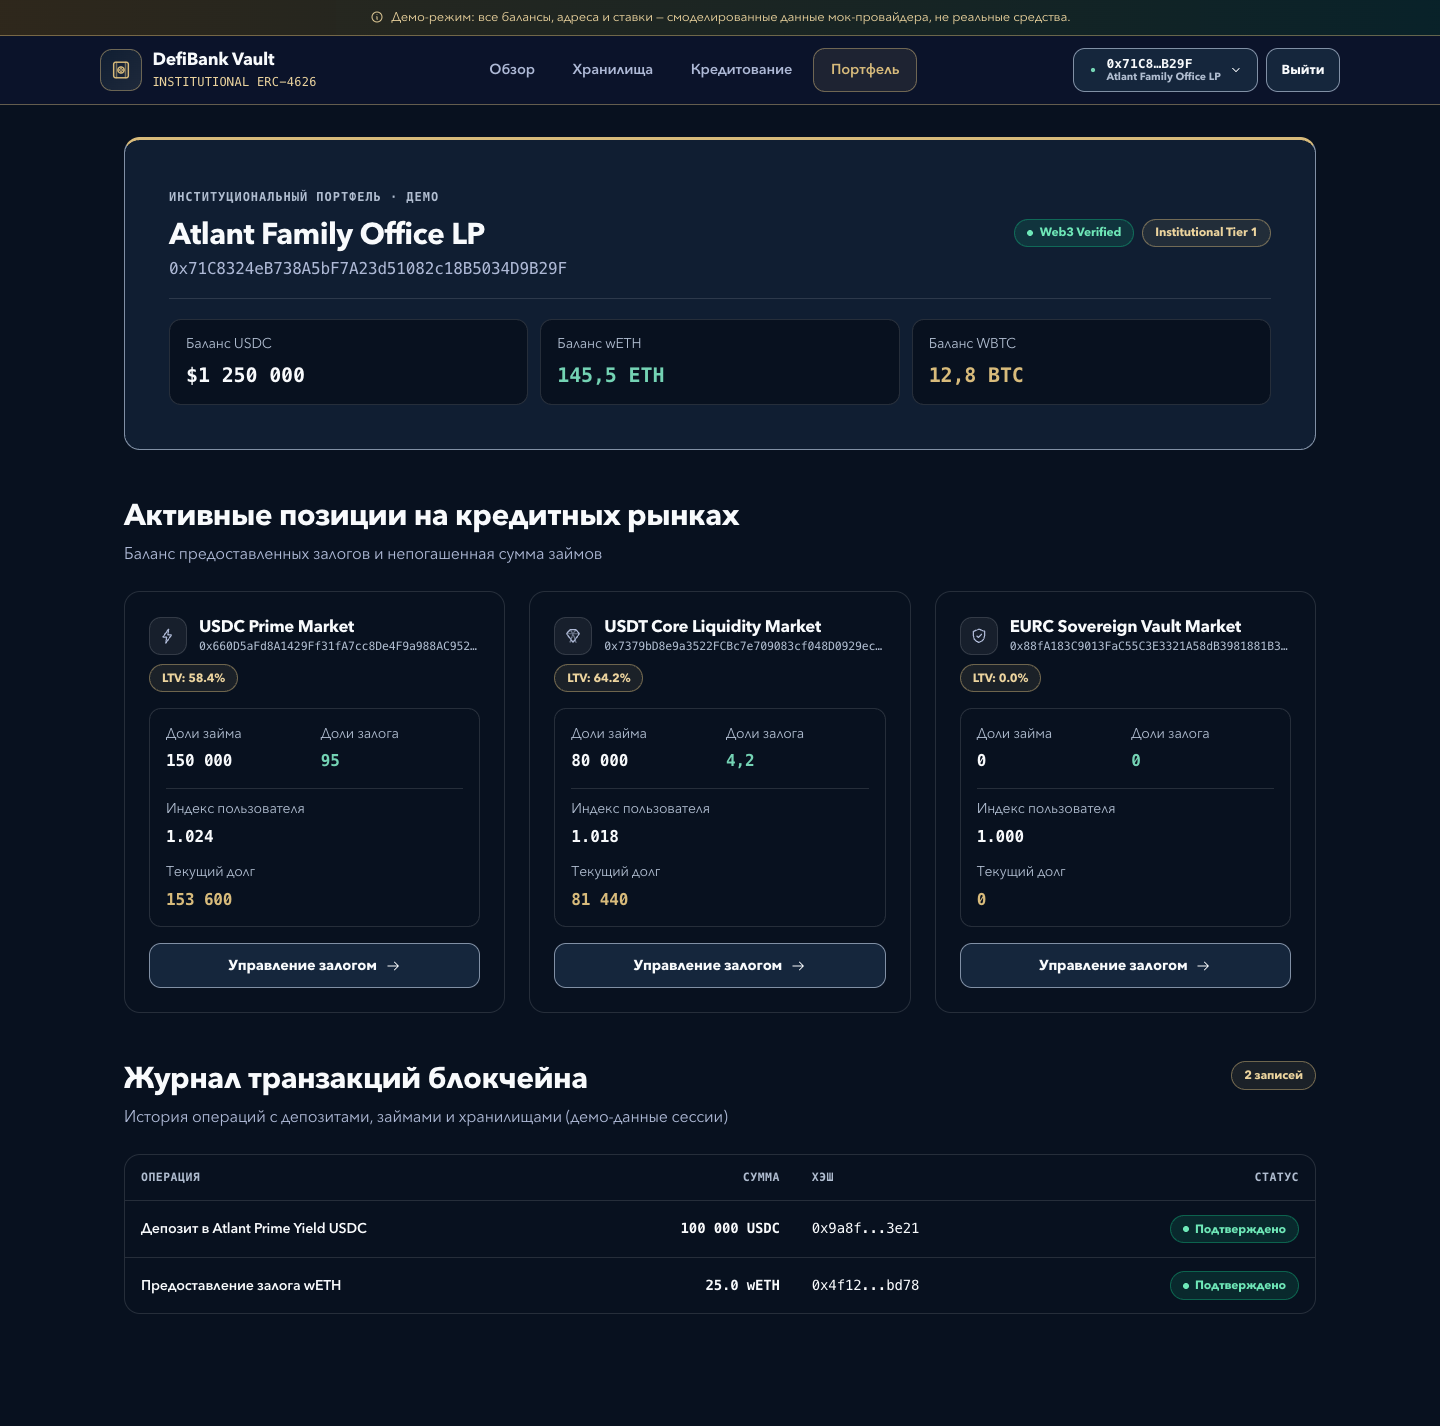 Демо-режим: все балансы, адреса и ставки — смоделированные данные мок-провайдера, не реальные средства.
DefiBank Vault
INSTITUTIONAL ERC-4626
Обзор
Хранилища
Кредитование
Портфель
0x71C8…B29F
Atlant Family Office LP
Выйти
ИНСТИТУЦИОНАЛЬНЫЙ ПОРТФЕЛЬ · ДЕМО
Atlant Family Office LP
Web3 Verified
Institutional Tier 1
0x71C8324eB738A5bF7A23d51082c18B5034D9B29F
Баланс USDC
Баланс wETH
Баланс WBTC
$1 250 000
145,5 ETH
12,8 BTC
Активные позиции на кредитных рынках
Баланс предоставленных залогов и непогашенная сумма займов
USDC Prime Market
0x660D5aFd8A1429Ff31fA7cc8De4F9a988AC952…
LTV: 58.4%
Доли займа
Доли залога
150 000
95
Индекс пользователя
1.024
Текущий долг
153 600
Управление залогом →
USDT Core Liquidity Market
0x7379bD8e9a3522FCBc7e709083cf048D0929ec…
LTV: 64.2%
Доли займа
Доли залога
80 000
4,2
Индекс пользователя
1.018
Текущий долг
81 440
Управление залогом →
EURC Sovereign Vault Market
0x88fA183C9013FaC55C3E3321A58dB3981881B3…
LTV: 0.0%
Доли займа
Доли залога
0
0
Индекс пользователя
1.000
Текущий долг
0
Управление залогом →
Журнал транзакций блокчейна
2 записей
История операций с депозитами, займами и хранилищами (демо-данные сессии)
ОПЕРАЦИЯ
СУММА
ХЭШ
СТАТУС
Депозит в Atlant Prime Yield USDC
100 000 USDC
0x9a8f...3e21
Подтверждено
Предоставление залога wETH
25.0 wETH
0x4f12...bd78
Подтверждено